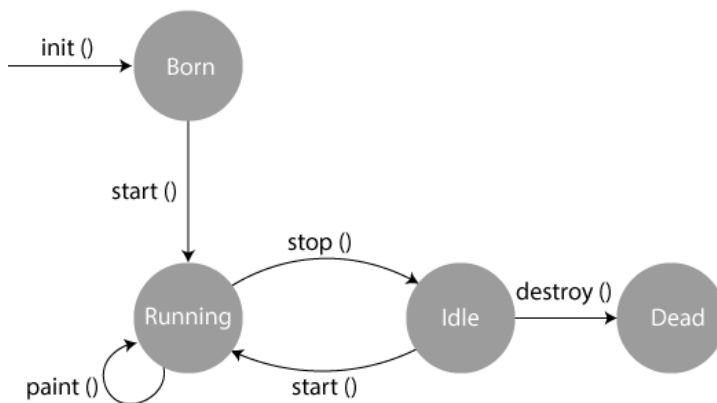 init ()
Born
start ()
stop ()
destroy ()
Running
Idle
Dead
paint ()
start ()